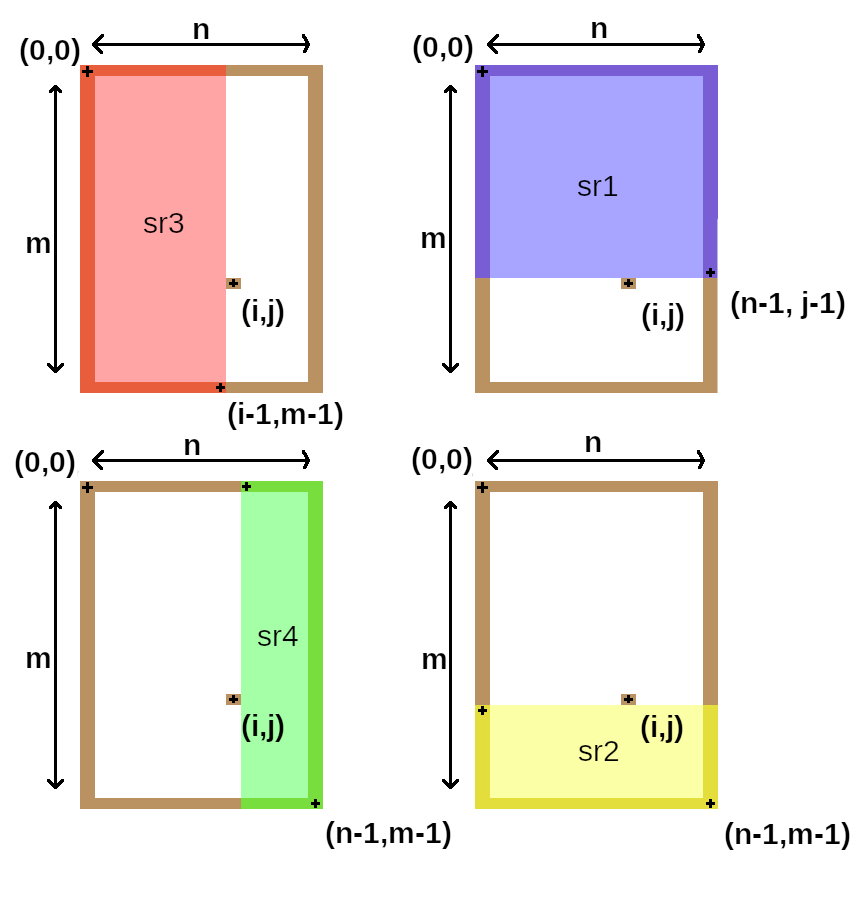 n
(0,0)
m
sr3
(i,j)
(i-1,m-1)
n
(0,0)
m
sr1
(i,j)
(n-1, j-1)
n
(0,0)
m
sr4
(i,j)
(n-1,m-1)
n
(0,0)
m
sr2
(i,j)
(n-1,m-1)